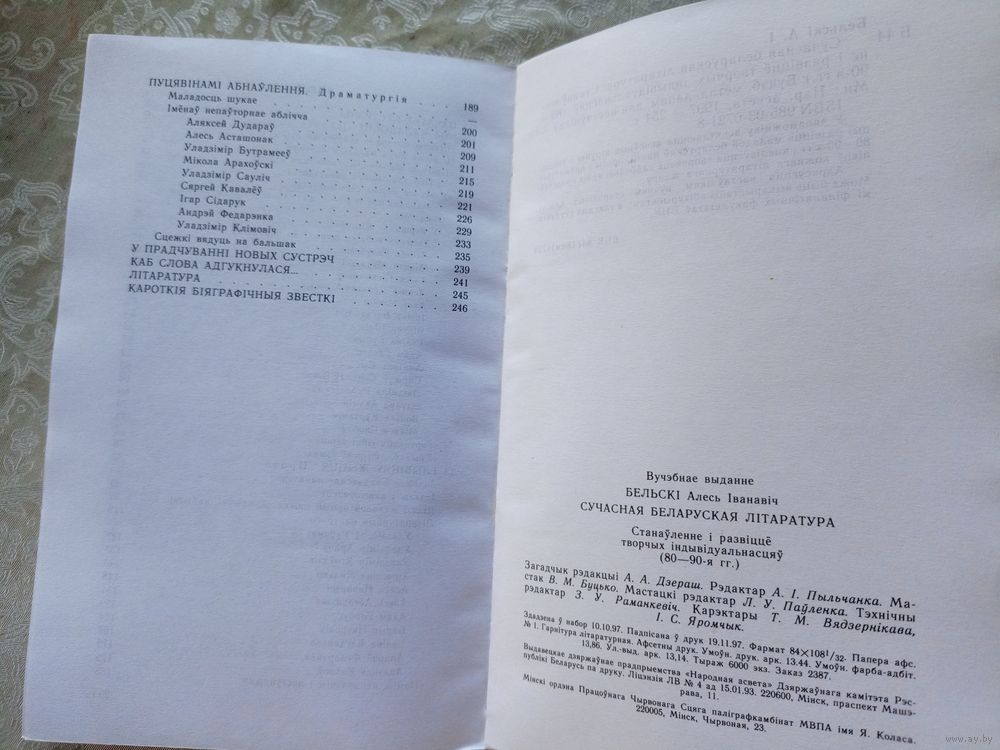 ПУЦЯВІНАМІ АБНАЎЛЕННЯ. Драматургія 189
Маладосць шукае —
Імёнаў непаўторнае аблічча 200
Аляксей Дудараў 201
Алесь Асташонак 209
Уладзімір Бутрамееў 211
Мікола Арахоўскі 215
Уладзімір Сауліч 219
Сяргей Кавалёў 221
Ігар Сідарук 226
Андрэй Федарэнка 229
Уладзімір Клімовіч 233
Сцежкі вядуць на бальшак 235
У ПРАДЧУВАННІ НОВЫХ СУСТРЭЧ 239
КАБ СЛОВА АДГУКНУЛАСЯ... 241
ЛІТАРАТУРА 245
КАРОТКІЯ БІЯГРАФІЧНЫЯ ЗВЕСТКІ 246
Вучэбнае выданне
БЕЛЬСКІ Алесь Іванавіч
СУЧАСНАЯ БЕЛАРУСКАЯ ЛІТАРАТУРА
Станаўленне і развіццё
творчых індывідуальнасцяў
(80—90-я гг.)
Загадчык рэдакцыі А. А. Дзераш. Рэдактар А. І. Пыльчанка. Ма-
стак В. М. Буцько. Мастацкі рэдактар Л. У. Паўленка. Тэхнічны
рэдактар З. У. Раманкевіч. Карэктары Т. М. Вядзернікава,
І. С. Яромчык.
Здадзена ў набор 10.10.97. Падпісана ў друк 19.11.97. Фармат 84×108¹/32. Папера афс.
№ 1. Гарнітура літаратурная. Афсетны друк. Умоўн. друк. арк. 13.44. Умоўн. фарба-адбіт.
13,86. Ул.-выд. арк. 13,14. Тыраж 6000 экз. Заказ 2387.
Выдавецкае дзяржаўнае прадпрыемства «Народная асвета» Дзяржаўнага камітэта Рэс-
публікі Беларусь па друку. Ліцэнзія ЛВ № 4 ад 15.01.93. 220600, Мінск, праспект Машэ-
рава, 11.
Мінскі ордэна Працоўнага Чырвонага Сцяга паліграфкамбінат МВПА імя Я. Коласа.
220005, Мінск, Чырвоная, 23.
www.ay.by